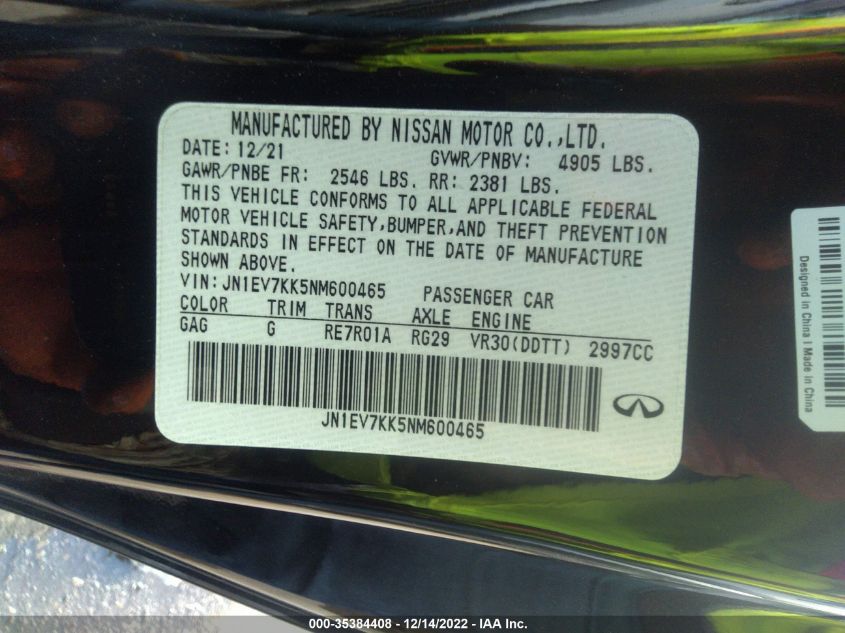 MANUFACTURED BY NISSAN MOTOR CO.,LTD.
DATE: 12/21 GVWR/PNBV: 4905 LBS.
GAWR/PNBE FR: 2546 LBS. RR: 2381 LBS.
THIS VEHICLE CONFORMS TO ALL APPLICABLE FEDERAL
MOTOR VEHICLE SAFETY,BUMPER,AND THEFT PREVENTION
STANDARDS IN EFFECT ON THE DATE OF MANUFACTURE
SHOWN ABOVE.
VIN:JN1EV7KK5NM600465 PASSENGER CAR
COLOR TRIM TRANS AXLE ENGINE
GAG G RE7R01A RG29 VR30(DDTT) 2997CC
JN1EV7KK5NM600465
Designed in China | Made in China
Made in China
000-35384408 - 12/14/2022 - IAA Inc.